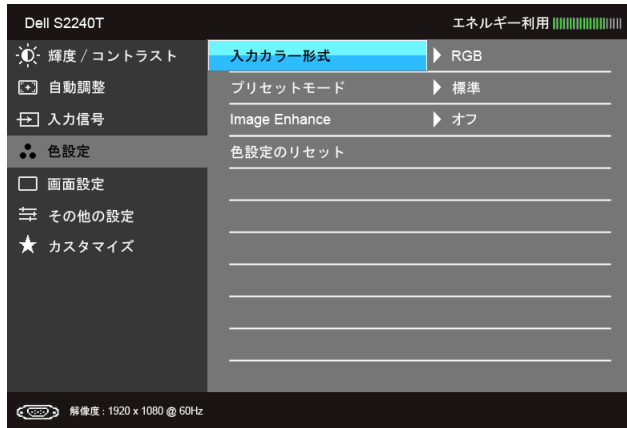 Dell S2240T
エネルギー利用
輝度 / コントラスト
自動調整
入力信号
色設定
画面設定
その他の設定
カスタマイズ
入力カラー形式
RGB
プリセットモード
標準
Image Enhance
オフ
色設定のリセット
解像度 : 1920 x 1080 @ 60Hz